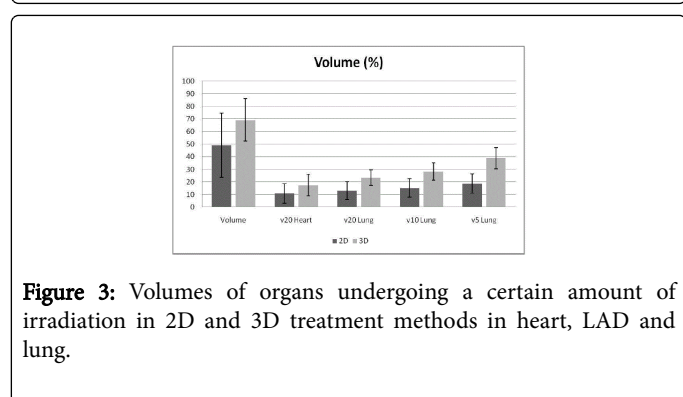 Volume (%)
100
90
80
70
60
50
40
30
20
10
0
Volume v20 Heart v20 Lung v10 Lung v5 Lung
2D 3D
Figure 3: Volumes of organs undergoing a certain amount of
irradiation in 2D and 3D treatment methods in heart, LAD and
lung.